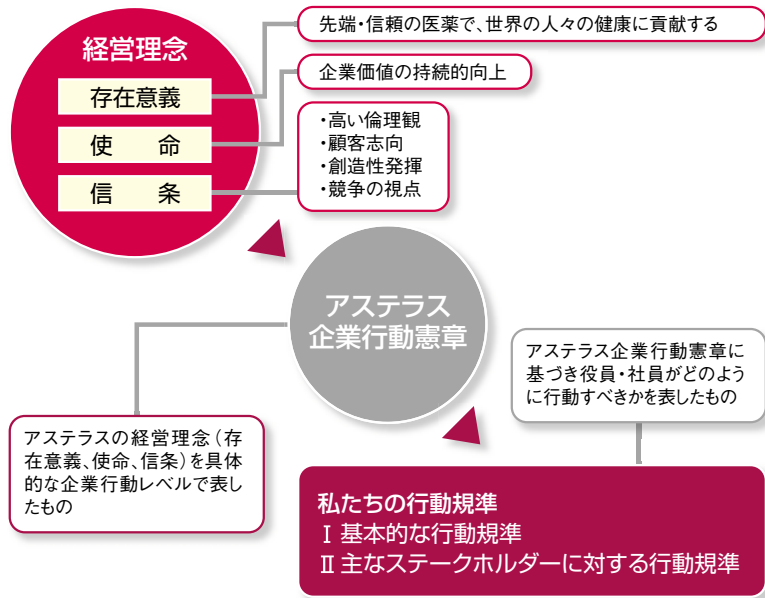 経営理念
存在意義
使　命
信　条
先端・信頼の医薬で、世界の人々の健康に貢献する
企業価値の持続的向上
・高い倫理観
・顧客志向
・創造性発揮
・競争の視点
アステラス
企業行動憲章
アステラスの経営理念（存
在意義、使命、信条）を具体
的な企業行動レベルで表し
たもの
アステラス企業行動憲章に
基づき役員・社員がどのよう
に行動すべきかを表したもの
私たちの行動規準
Ⅰ 基本的な行動規準
Ⅱ 主なステークホルダーに対する行動規準